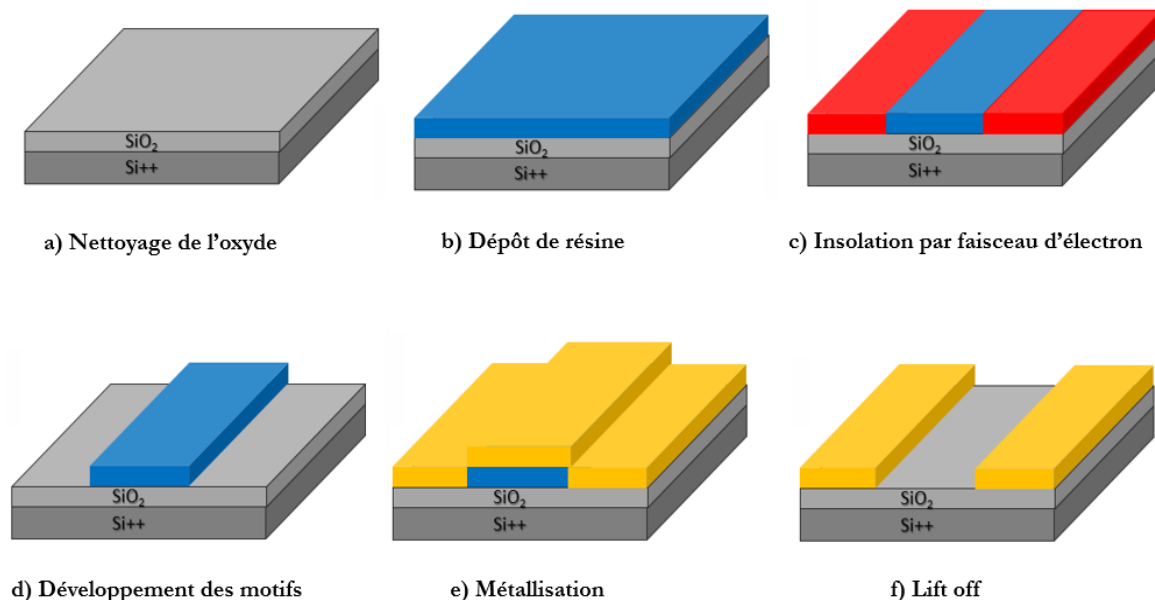 SiO₂
Si++
SiO₂
Si++
SiO₂
Si++
a) Nettoyage de l'oxyde
b) Dépôt de résine
c) Insolation par faisceau d'électron
SiO₂
Si++
SiO₂
Si++
SiO₂
Si++
d) Développement des motifs
e) Métallisation
f) Lift off